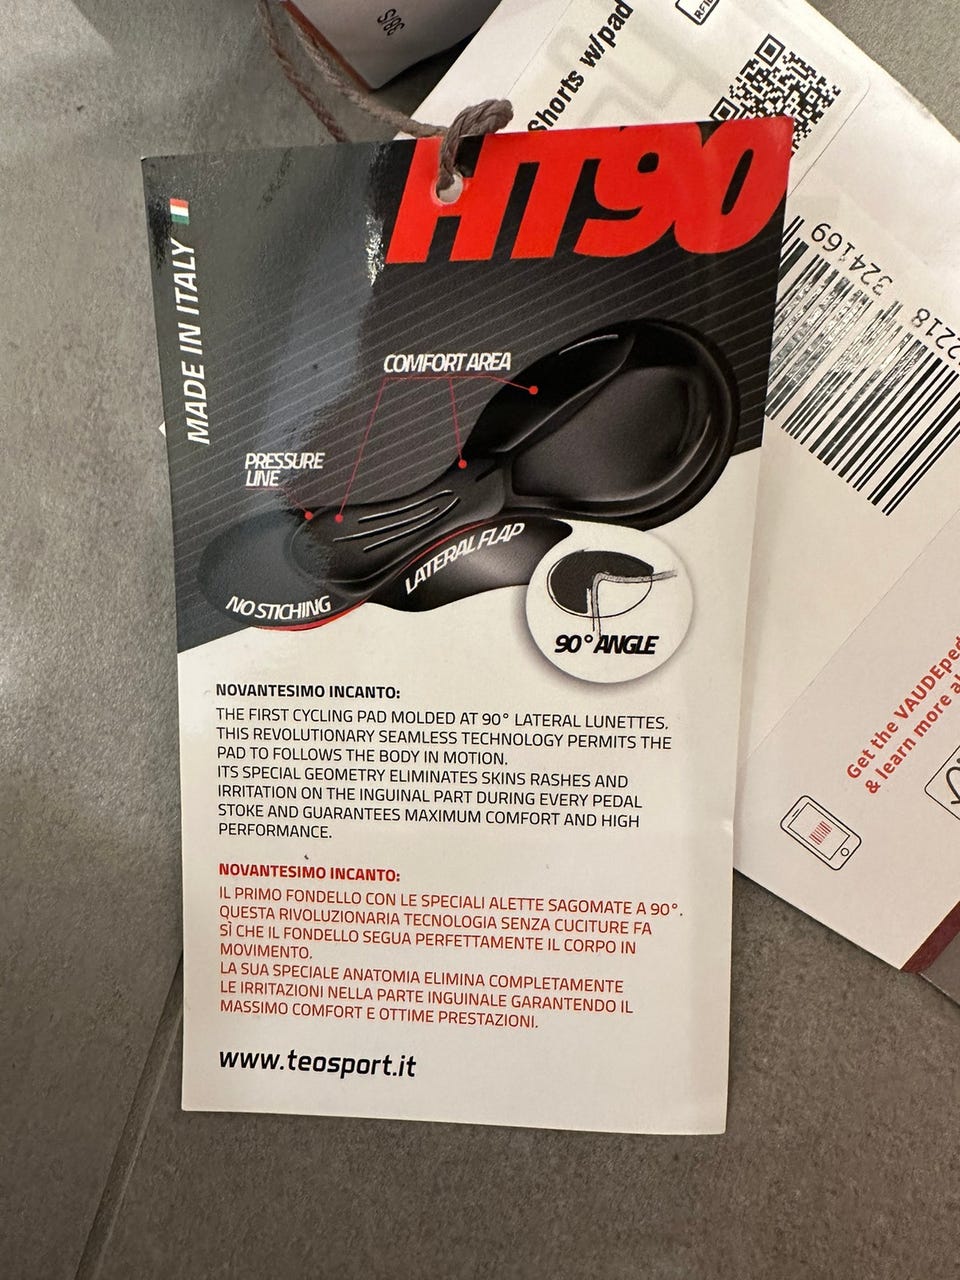 38/S
Shorts w/pad
RFID
HT90
MADE IN ITALY
324169
2218
COMFORT AREA
PRESSURE
LINE
LATERAL FLAP
NO STICHING
90° ANGLE
NOVANTESIMO INCANTO:
THE FIRST CYCLING PAD MOLDED AT 90° LATERAL LUNETTES.
THIS REVOLUTIONARY SEAMLESS TECHNOLOGY PERMITS THE
PAD TO FOLLOWS THE BODY IN MOTION.
ITS SPECIAL GEOMETRY ELIMINATES SKINS RASHES AND
IRRITATION ON THE INGUINAL PART DURING EVERY PEDAL
STOKE AND GUARANTEES MAXIMUM COMFORT AND HIGH
PERFORMANCE.
NOVANTESIMO INCANTO:
IL PRIMO FONDELLO CON LE SPECIALI ALETTE SAGOMATE A 90°.
QUESTA RIVOLUZIONARIA TECNOLOGIA SENZA CUCITURE FA
SÌ CHE IL FONDELLO SEGUA PERFETTAMENTE IL CORPO IN
MOVIMENTO.
LA SUA SPECIALE ANATOMIA ELIMINA COMPLETAMENTE
LE IRRITAZIONI NELLA PARTE INGUINALE GARANTENDO IL
MASSIMO COMFORT E OTTIME PRESTAZIONI.
www.teosport.it
Get the VAUDEped
& learn more a